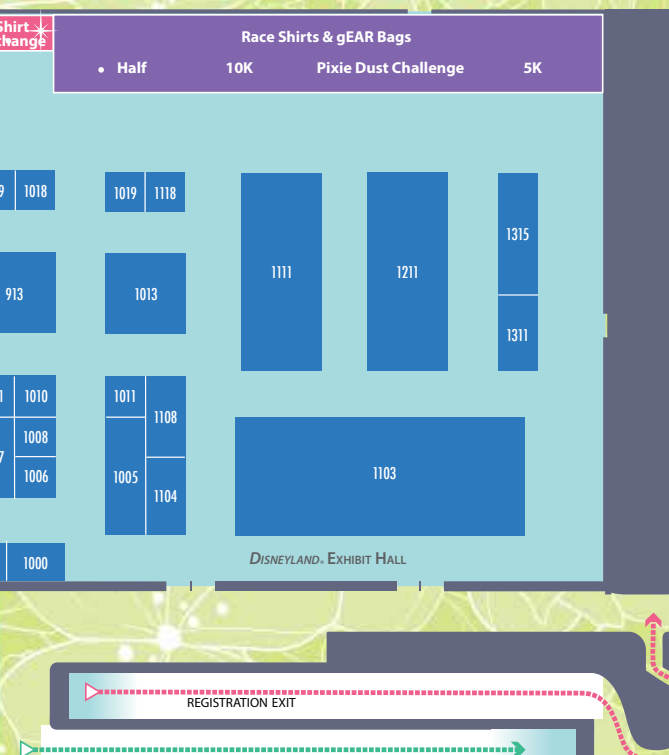 Shirt
Race Shirts & gEAR Bags
• Half 10K Pixie Dust Challenge 5K
1018 1019 1118
1111 1211 1315
913 1013
1311
1010 1011
1108
1008
1103
1006 1005
1104
1000
DISNEYLAND® EXHIBIT HALL
REGISTRATION EXIT